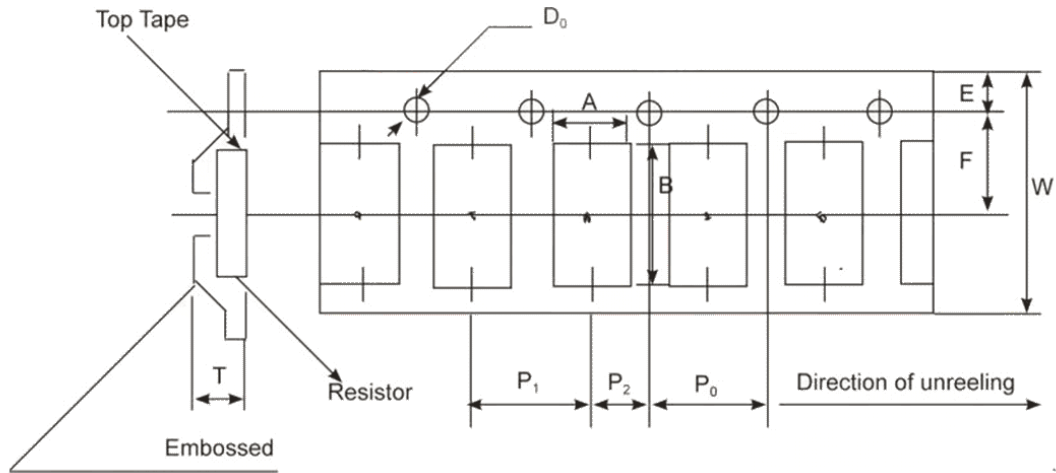 Top Tape
D₀
A
E
F
W
B
T
Resistor
P₁
P₂
P₀
Direction of unreeling
Embossed